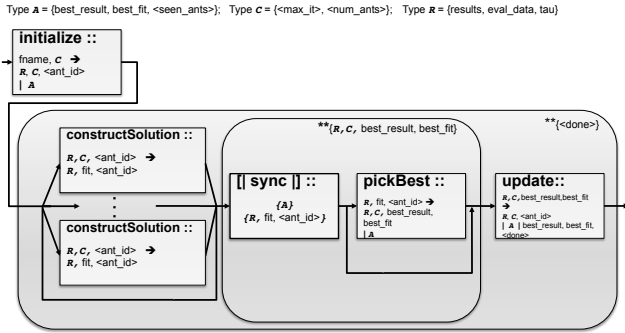 Type A = {best_result, best_fit, <seen_ants>};  Type C = {<max_it>, <num_ants>};  Type R = {results, eval_data, tau}
initialize ::
fname, C ➔
R, C, <ant_id>
| A
**{<done>}
**{R, C, best_result, best_fit}
constructSolution ::
R,C, <ant_id> ➔
R, fit, <ant_id>
[| sync |] ::
{A}
{R, fit, <ant_id>}
pickBest ::
R, fit, <ant_id> ➔
R,C, best_result,
best_fit
| A
update::
R,C,best_result,best_fit
➔
R, C, <ant_id>
| A | best_result, best_fit,
<done>
⋮
constructSolution ::
R,C, <ant_id> ➔
R, fit, <ant_id>